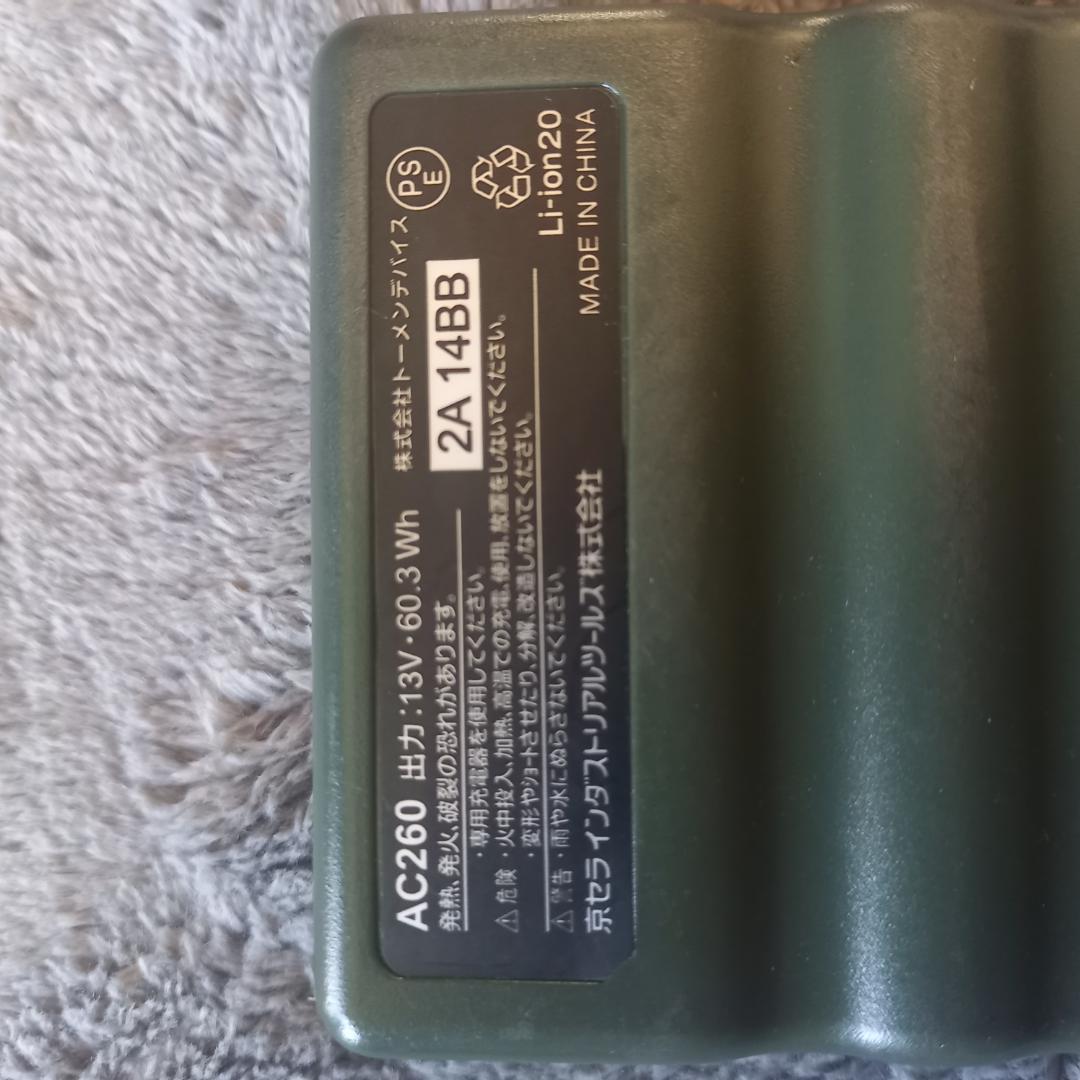 AC260 出力:13V・60.3 Wh
株式会社トーメンデバイス
PSE
発熱、発火、破裂の恐れがあります。
2A 14BB
・専用充電器を使用してください。
⚠危険・火中投入、加熱、高温での充電、使用、放置をしないでください。
・変形やショートさせたり、分解、改造しないでください。
⚠警告・雨や水にぬらさないでください。
Li-ion20
京セラインダストリアルツールズ株式会社
MADE IN CHINA